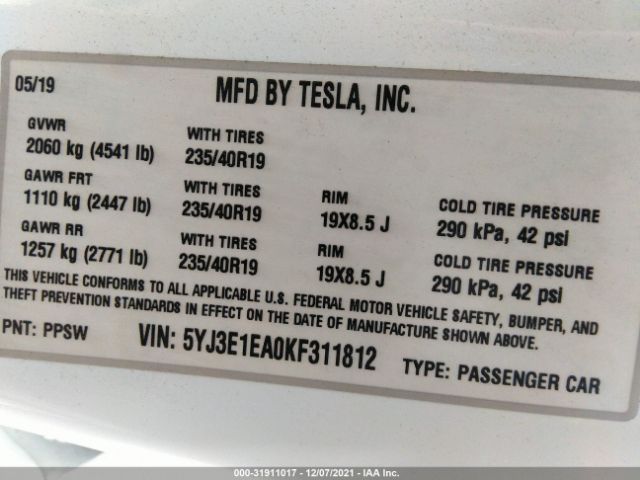 05/19
MFD BY TESLA, INC.
GVWR
2060 kg (4541 lb)
WITH TIRES
235/40R19
GAWR FRT
1110 kg (2447 lb)
WITH TIRES
235/40R19
RIM
19X8.5 J
COLD TIRE PRESSURE
290 kPa, 42 psi
GAWR RR
1257 kg (2771 lb)
WITH TIRES
235/40R19
RIM
19X8.5 J
COLD TIRE PRESSURE
290 kPa, 42 psi
THIS VEHICLE CONFORMS TO ALL APPLICABLE U.S. FEDERAL MOTOR VEHICLE SAFETY, BUMPER, AND
THEFT PREVENTION STANDARDS IN EFFECT ON THE DATE OF MANUFACTURE SHOWN ABOVE.
PNT: PPSW
VIN: 5YJ3E1EA0KF311812
TYPE: PASSENGER CAR
000-31911017 - 12/07/2021 - IAA Inc.